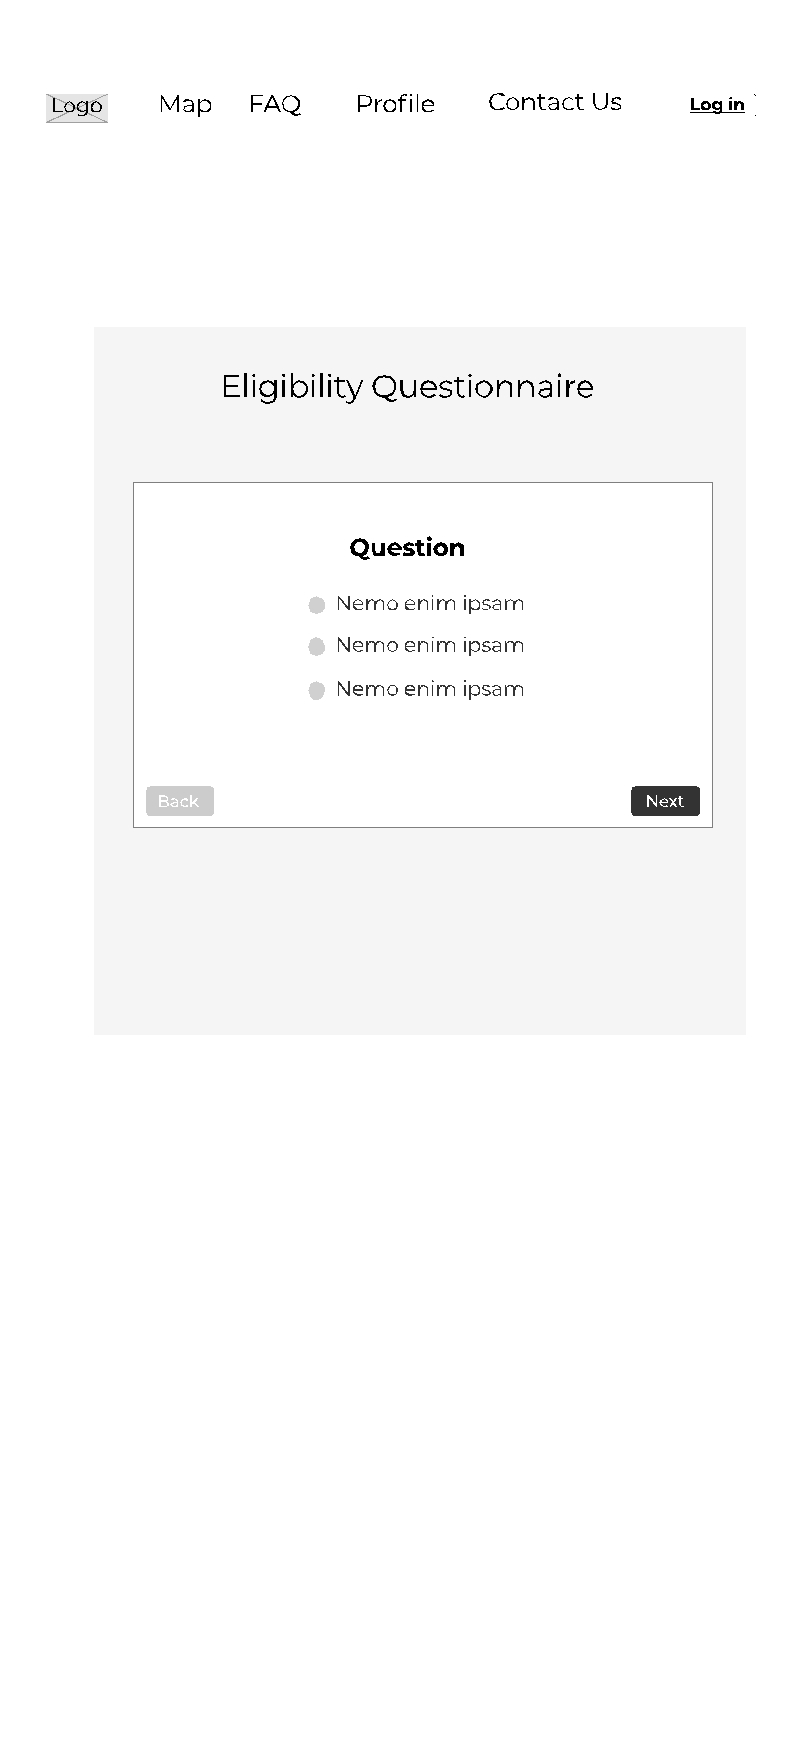 Logo Map FAQ Profile Contact Us Log in
Eligibility Questionnaire
Question
Nemo enim ipsam
Nemo enim ipsam
Nemo enim ipsam
Back Next